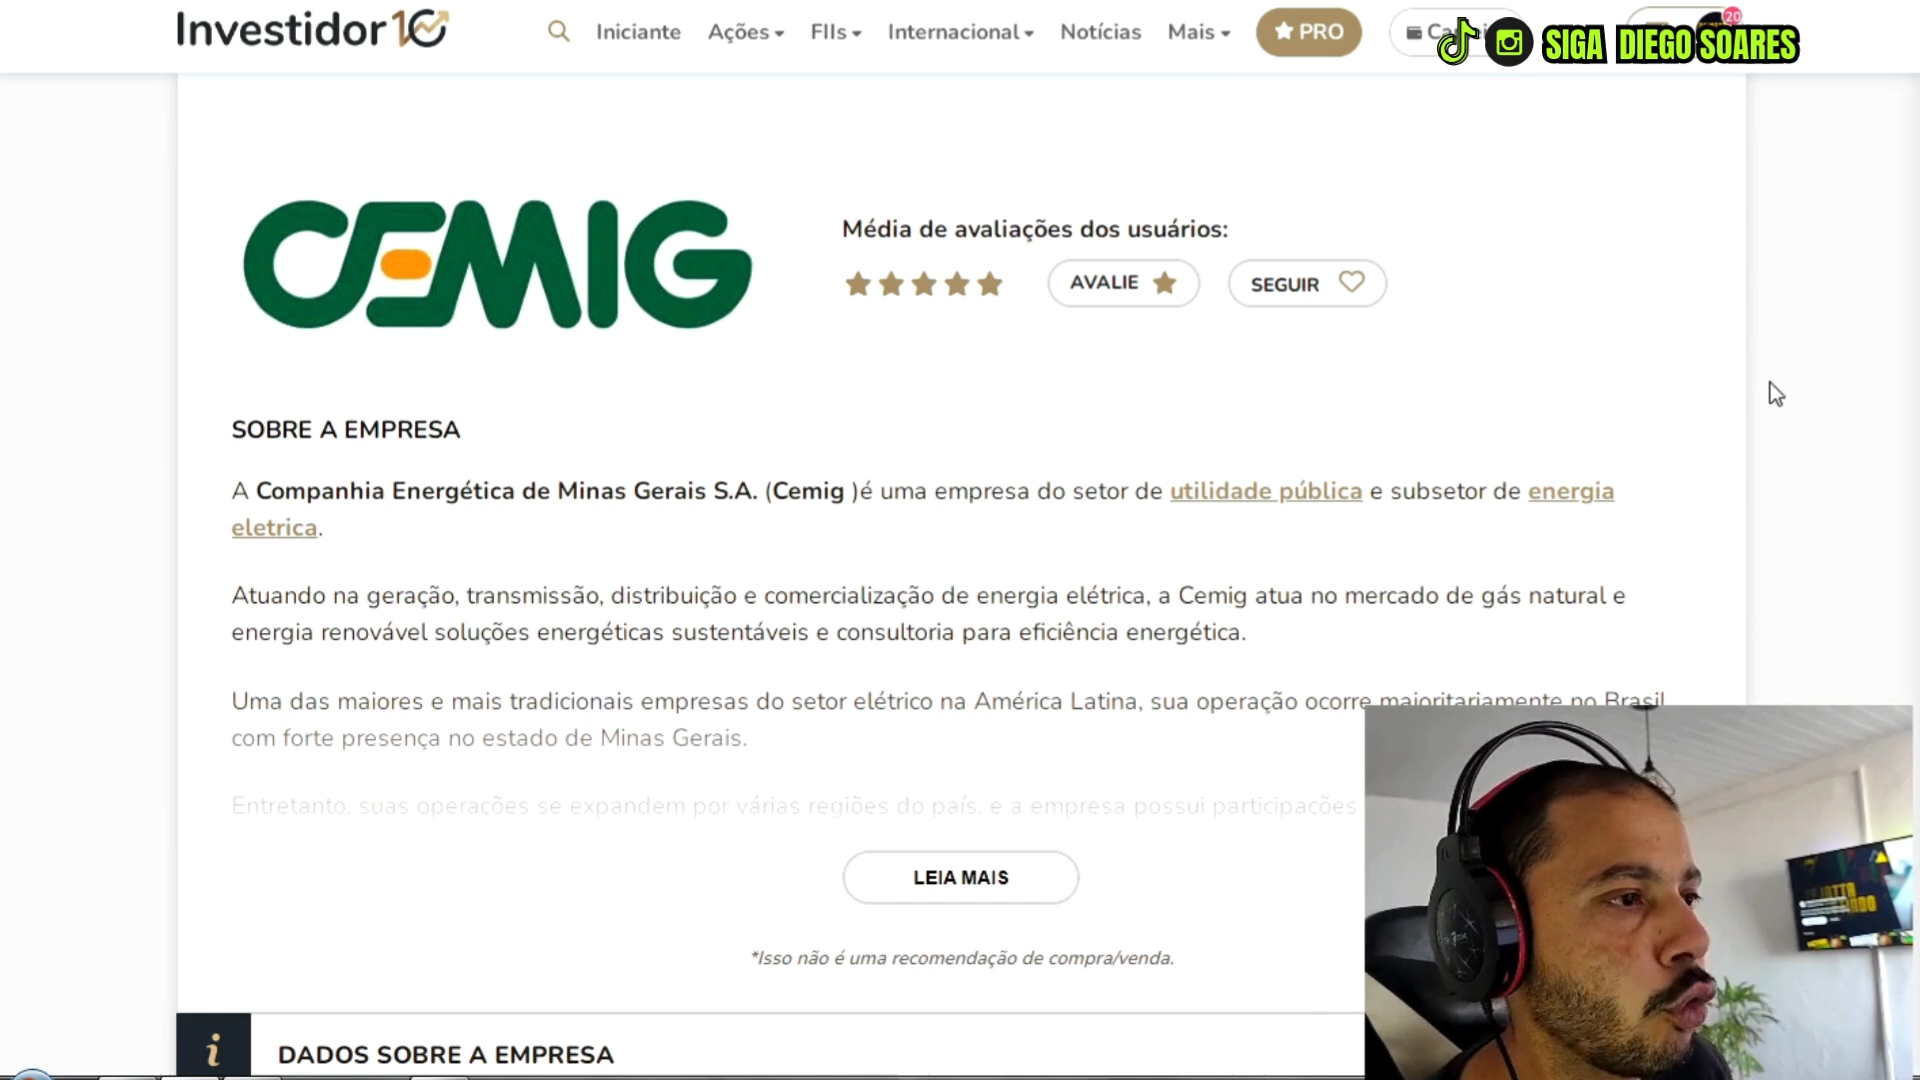 Investidor 10
Iniciante Ações FIIs Internacional Notícias Mais PRO
20
SIGA DIEGO SOARES
CEMIG
Média de avaliações dos usuários:
AVALIE SEGUIR
SOBRE A EMPRESA
A Companhia Energética de Minas Gerais S.A. (Cemig )é uma empresa do setor de utilidade pública e subsetor de energia
eletrica.
Atuando na geração, transmissão, distribuição e comercialização de energia elétrica, a Cemig atua no mercado de gás natural e
energia renovável soluções energéticas sustentáveis e consultoria para eficiência energética.
Uma das maiores e mais tradicionais empresas do setor elétrico na América Latina, sua operação ocorre majoritariamente no Brasil
com forte presença no estado de Minas Gerais.
Entretanto, suas operações se expandem por várias regiões do país, e a empresa possui participações
LEIA MAIS
*Isso não é uma recomendação de compra/venda.
i
DADOS SOBRE A EMPRESA